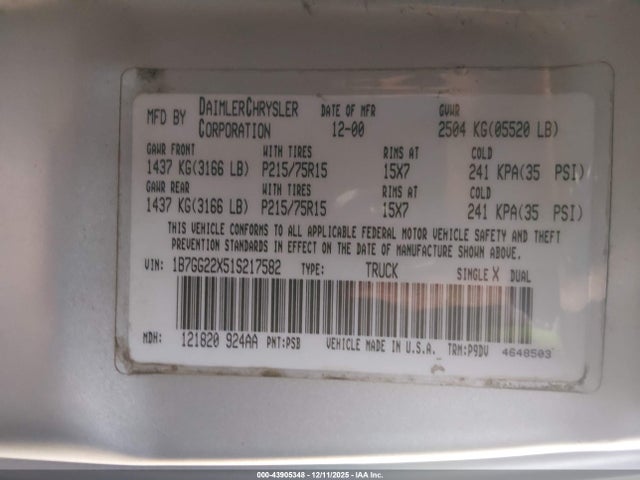 MFD BY DAIMLERCHRYSLER CORPORATION DATE OF MFR 12-00 GVWR 2504 KG(05520 LB)
GAWR FRONT WITH TIRES RIMS AT COLD
1437 KG(3166 LB) P215/75R15 15X7 241 KPA(35 PSI)
GAWR REAR WITH TIRES RIMS AT COLD
1437 KG(3166 LB) P215/75R15 15X7 241 KPA(35 PSI)
THIS VEHICLE CONFORMS TO ALL APPLICABLE FEDERAL MOTOR VEHICLE SAFETY AND THEFT
PREVENTION STANDARDS IN EFFECT ON THE DATE OF MANUFACTURE SHOWN ABOVE.
VIN: 1B7GG22X51S217582 TYPE: TRUCK SINGLE X DUAL
MDH: 121820 924AA PNT:PSB VEHICLE MADE IN U.S.A. TRM:P9DV 4648503
000-43905348 - 12/11/2025 - IAA Inc.